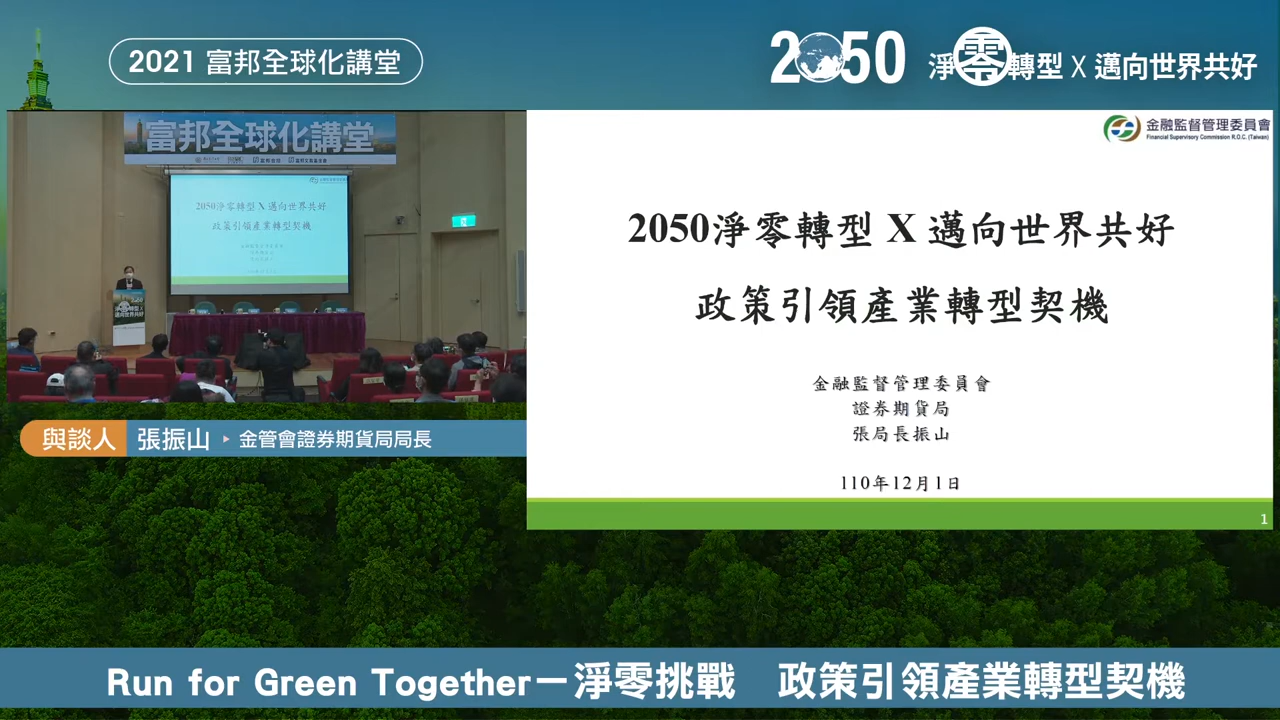 2021 富邦全球化講堂
2050 淨零轉型 X 邁向世界共好
富邦全球化講堂
金融監督管理委員會
Financial Supervisory Commission R.O.C. (Taiwan)
2050淨零轉型 X 邁向世界共好
政策引領產業轉型契機
2050淨零轉型 X 邁向世界共好
政策引領產業轉型契機
金融監督管理委員會
證券期貨局
張局長振山
110年12月1日
1
與談人 張振山 ▸ 金管會證券期貨局局長
Run for Green Together－淨零挑戰 政策引領產業轉型契機